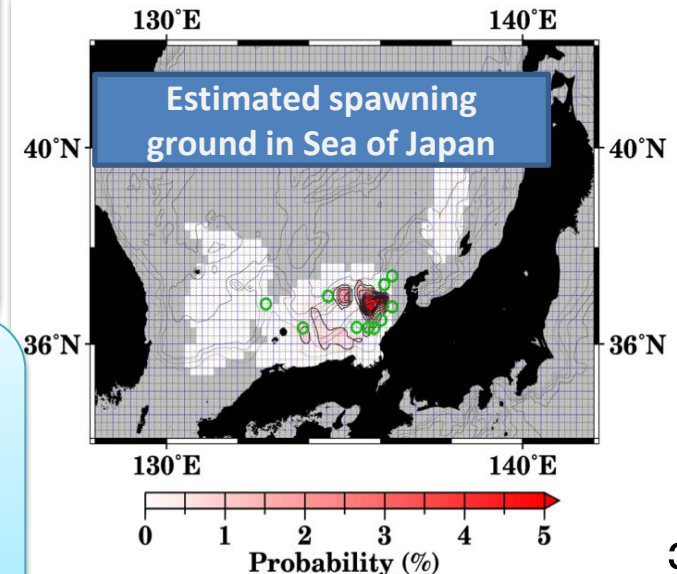 130°E 140°E
Estimated spawning
ground in Sea of Japan
40°N 40°N
36°N 36°N
130°E 140°E
0 1 2 3 4 5
Probability (%)